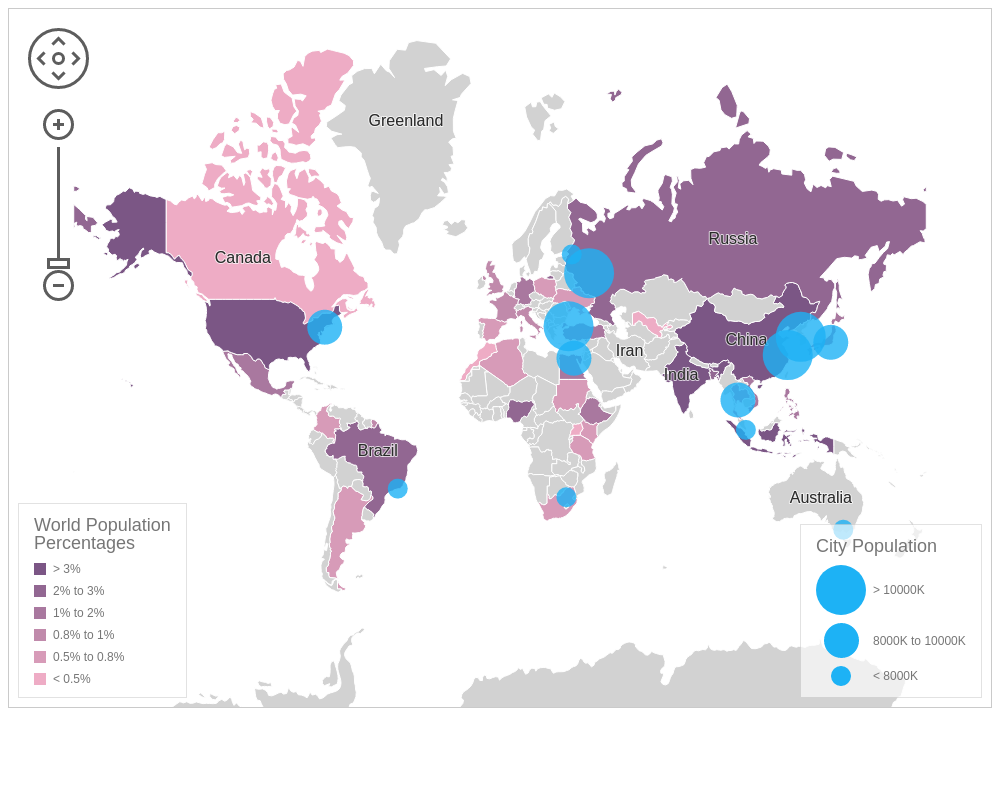 Greenland
Canada
Russia
China
Iran
India
Brazil
Australia
World Population
Percentages
> 3%
2% to 3%
1% to 2%
0.8% to 1%
0.5% to 0.8%
< 0.5%
City Population
> 10000K
8000K to 10000K
< 8000K